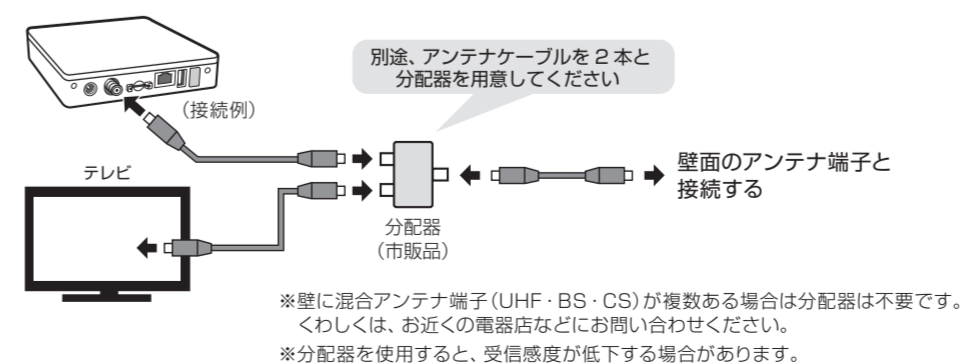 別途、アンテナケーブルを 2 本と
分配器を用意してください
(接続例)
テレビ
壁面のアンテナ端子と
接続する
分配器
(市販品)
※壁に混合アンテナ端子(UHF・BS・CS)が複数ある場合は分配器は不要です。
くわしくは、お近くの電器店などにお問い合わせください。
※分配器を使用すると、受信感度が低下する場合があります。